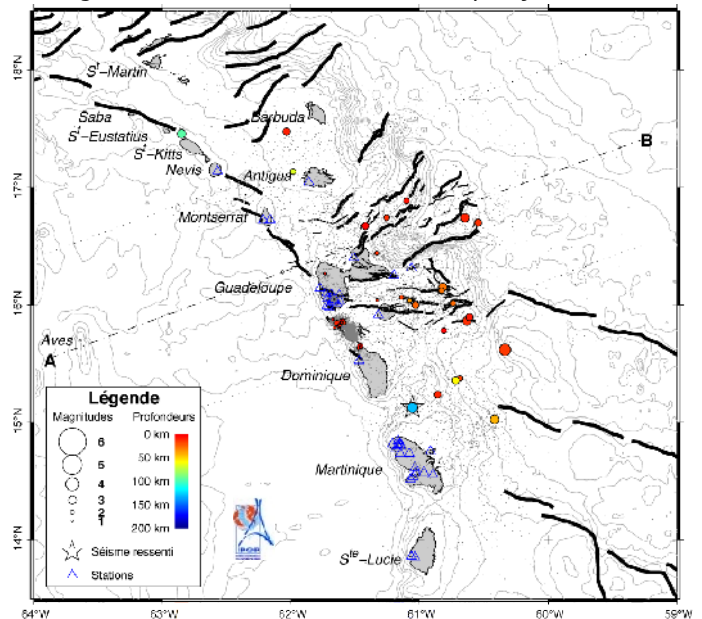 18°N
S^t-Martin
Saba
S^t-Eustatius
S^t-Kitts
Nevis
Barbuda
Antigua
B
17°N
Montserrat
Guadeloupe
16°N
Aves
A
Dominique
Légende
Magnitudes Profondeurs
6
5
4
3
2
1
0 km
50 km
100 km
150 km
200 km
Séisme ressenti
Stations
15°N
Martinique
14°N
S^te-Lucie
64°W 63°W 62°W 61°W 60°W 59°W